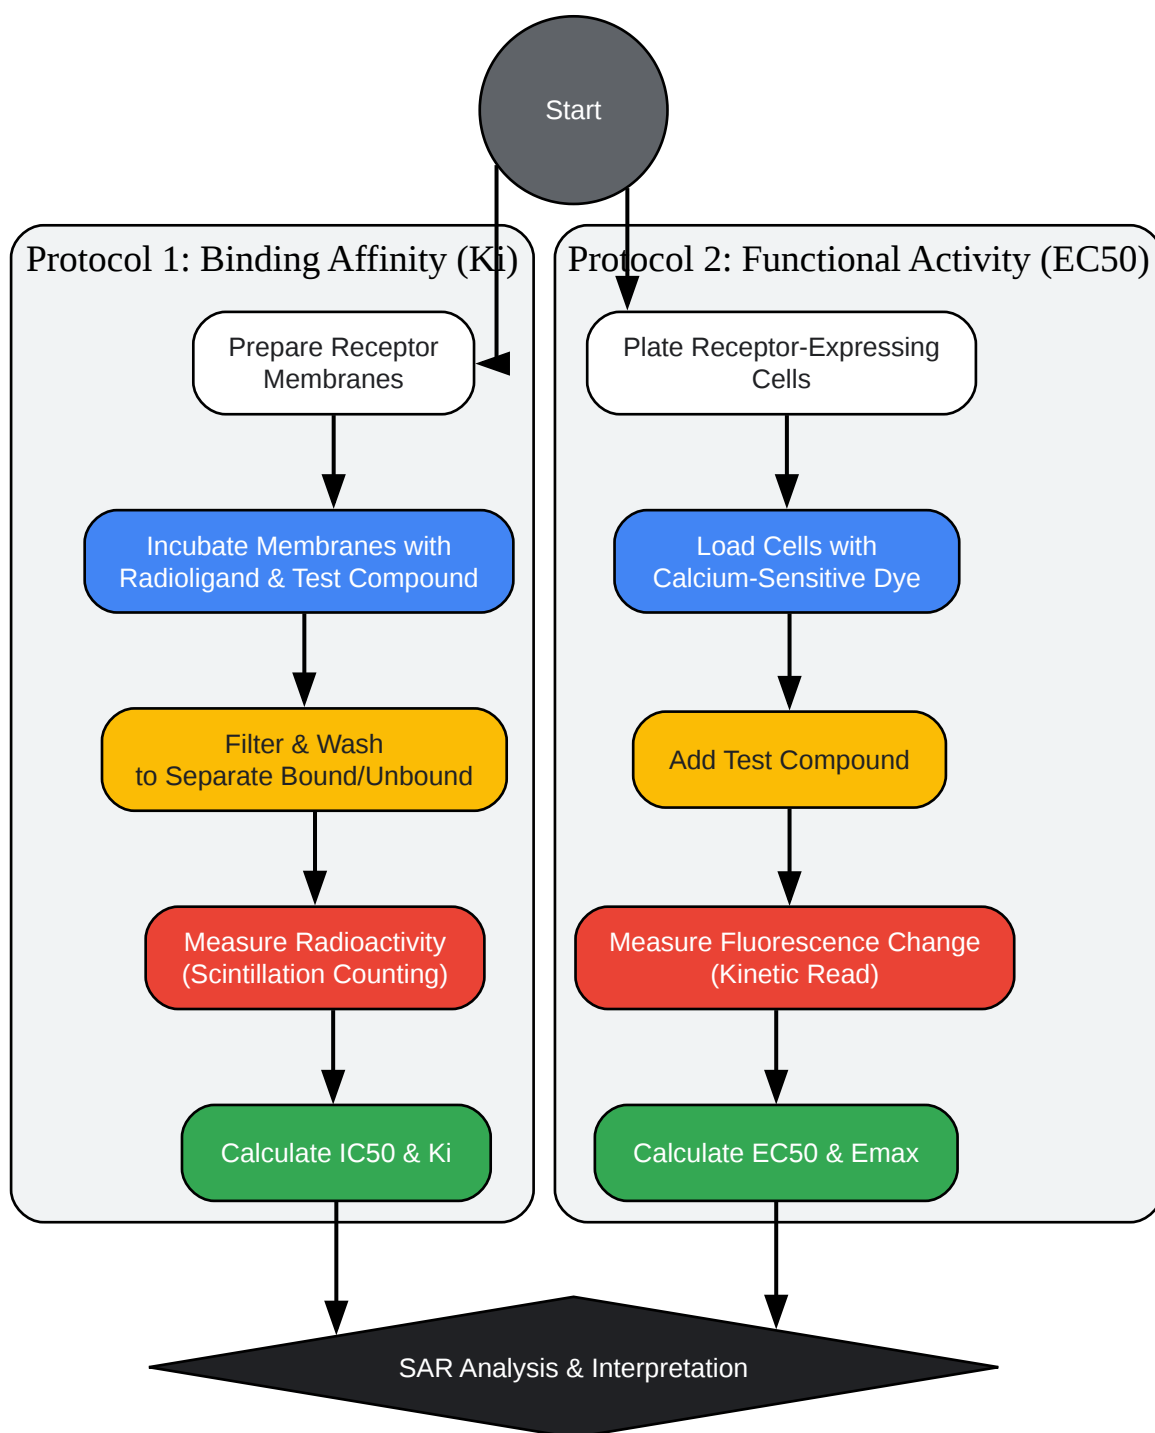 Start
Protocol 1: Binding Affinity (Ki)
Prepare Receptor
Membranes
Incubate Membranes with
Radioligand & Test Compound
Filter & Wash
to Separate Bound/Unbound
Measure Radioactivity
(Scintillation Counting)
Calculate IC50 & Ki
Protocol 2: Functional Activity (EC50)
Plate Receptor-Expressing
Cells
Load Cells with
Calcium-Sensitive Dye
Add Test Compound
Measure Fluorescence Change
(Kinetic Read)
Calculate EC50 & Emax
SAR Analysis & Interpretation